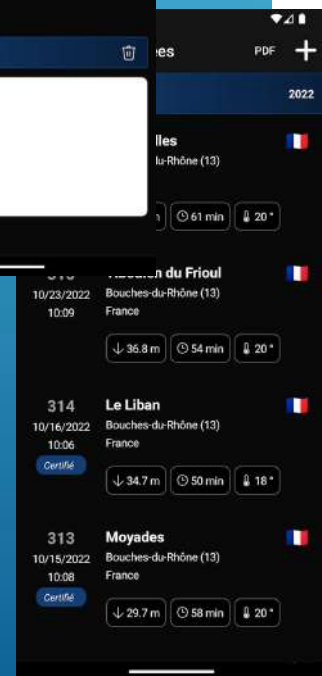 PDF
2022
Bouches-du-Rhône (13)
61 min
20°
du Frioul
10/23/2022
Bouches-du-Rhône (13)
10:09
France
36.8 m
54 min
20°
314
Le Liban
10/16/2022
Bouches-du-Rhône (13)
10:06
France
Certifié
34.7 m
50 min
18°
313
Moyades
10/15/2022
Bouches-du-Rhône (13)
10:08
France
Certifié
29.7 m
58 min
20°